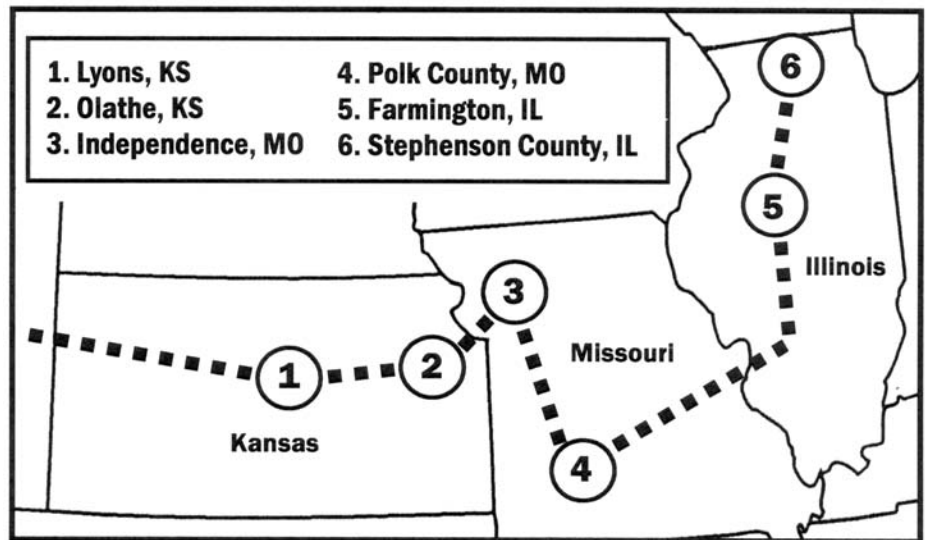 1. Lyons, KS
2. Olathe, KS
3. Independence, MO
4. Polk County, MO
5. Farmington, IL
6. Stephenson County, IL
6
5
Illinois
3
Missouri
1
2
Kansas
4